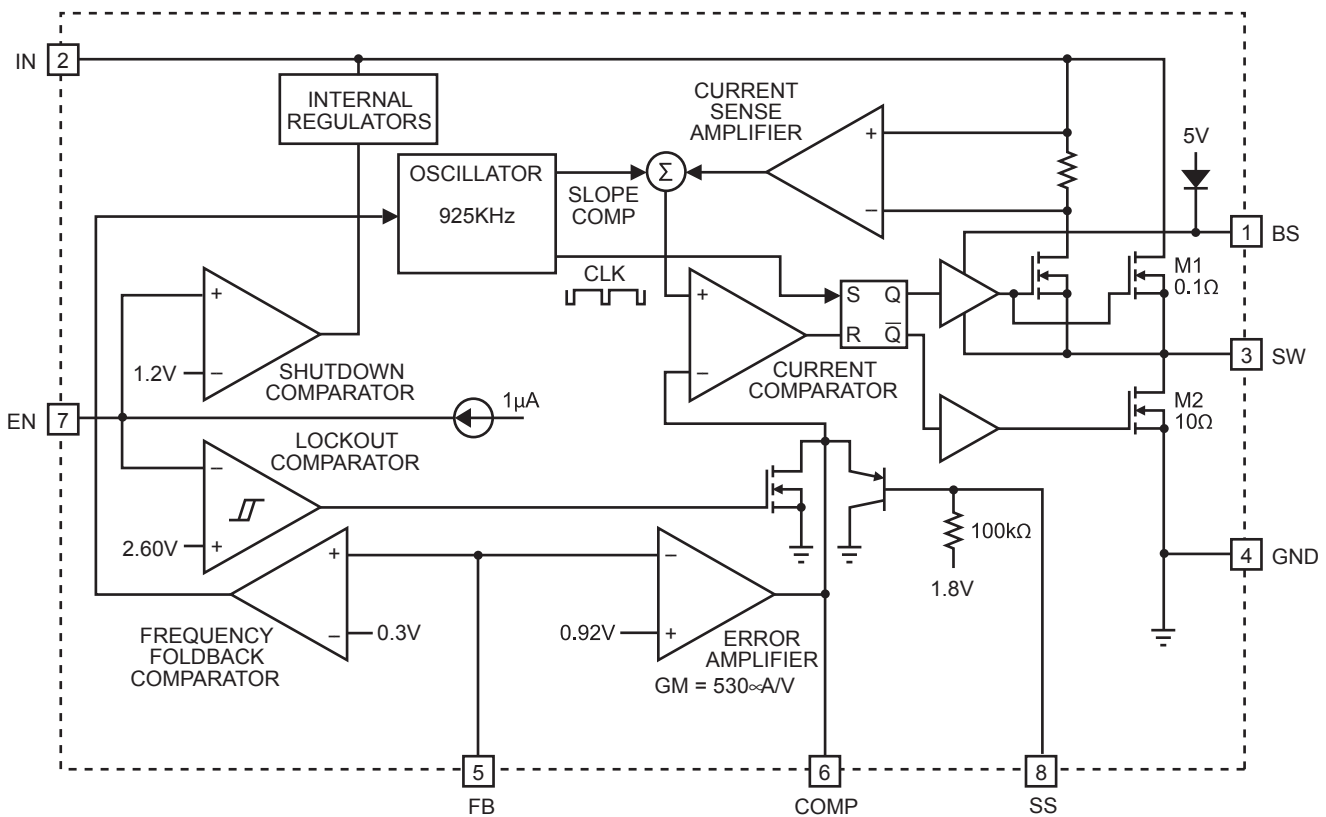 IN 2
INTERNAL
REGULATORS
CURRENT
SENSE
AMPLIFIER
+
−
5V
OSCILLATOR
925KHz
SLOPE
COMP
Σ
1 BS
CLK
+
−
1.2V
SHUTDOWN
COMPARATOR
+
−
CURRENT
COMPARATOR
S Q
R Q̅
M1
0.1Ω
3 SW
EN 7
1µA
M2
10Ω
LOCKOUT
COMPARATOR
−
+
2.60V
100kΩ
1.8V
4 GND
+
−
0.3V
FREQUENCY
FOLDBACK
COMPARATOR
−
+
0.92V
ERROR
AMPLIFIER
GM = 530∝A/V
5
FB
6
COMP
8
SS